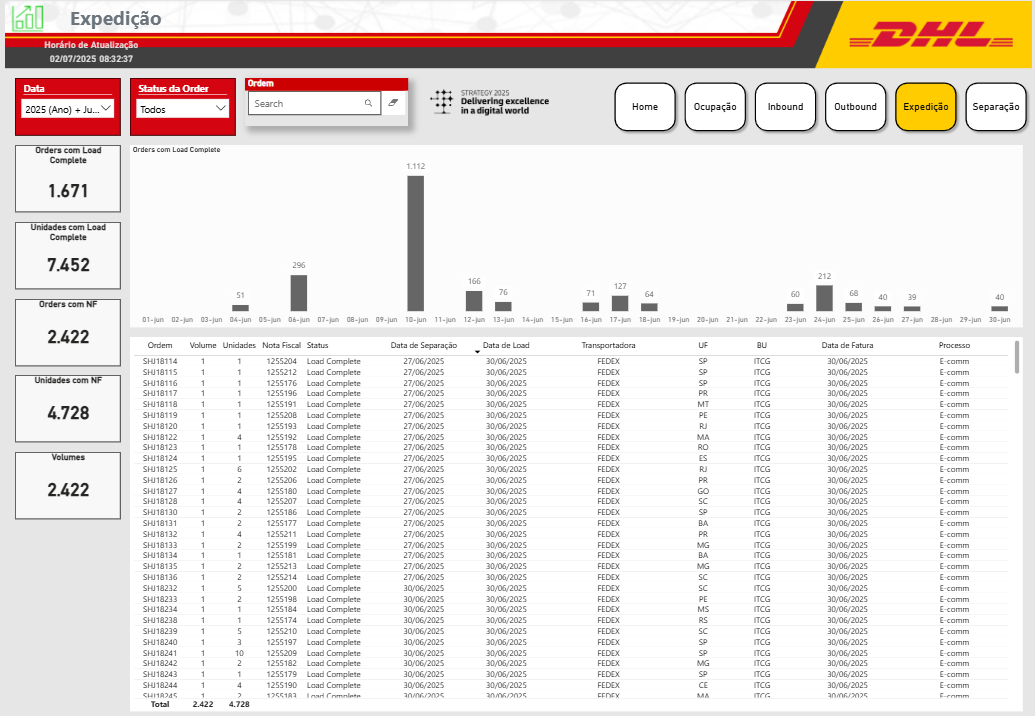 Expedição
Horário de Atualização
02/07/2025 08:32:37
DHL
Data
2025 (Ano) + Ju...
Status da Order
Todos
Ordem
Search
STRATEGY 2025
Delivering excellence
in a digital world
Home
Ocupação
Inbound
Outbound
Expedição
Separação
Orders com Load
Complete
1.671
Unidades com Load
Complete
7.452
Orders com NF
2.422
Unidades com NF
4.728
Volumes
2.422
Orders com Load Complete
51 296 1.112 166 76 71 127 64 60 212 68 40 39 40
01-jun 02-jun 03-jun 04-jun 05-jun 06-jun 07-jun 08-jun 09-jun 10-jun 11-jun 12-jun 13-jun 14-jun 15-jun 16-jun 17-jun 18-jun 19-jun 20-jun 21-jun 22-jun 23-jun 24-jun 25-jun 26-jun 27-jun 28-jun 29-jun 30-jun
Ordem Volume Unidades Nota Fiscal Status Data de Separação Data de Load Transportadora UF BU Data de Fatura Processo
SHJ18114 1 1 1255204 Load Complete 27/06/2025 30/06/2025 FEDEX SP ITCG 30/06/2025 E-comm
SHJ18115 1 1 1255212 Load Complete 27/06/2025 30/06/2025 FEDEX SP ITCG 30/06/2025 E-comm
SHJ18116 1 1 1255176 Load Complete 27/06/2025 30/06/2025 FEDEX SP ITCG 30/06/2025 E-comm
SHJ18117 1 1 1255196 Load Complete 27/06/2025 30/06/2025 FEDEX PR ITCG 30/06/2025 E-comm
SHJ18118 1 1 1255191 Load Complete 27/06/2025 30/06/2025 FEDEX MT ITCG 30/06/2025 E-comm
SHJ18119 1 1 1255208 Load Complete 27/06/2025 30/06/2025 FEDEX PE ITCG 30/06/2025 E-comm
SHJ18120 1 1 1255193 Load Complete 27/06/2025 30/06/2025 FEDEX RJ ITCG 30/06/2025 E-comm
SHJ18122 1 4 1255192 Load Complete 27/06/2025 30/06/2025 FEDEX MA ITCG 30/06/2025 E-comm
SHJ18123 1 1 1255178 Load Complete 27/06/2025 30/06/2025 FEDEX RO ITCG 30/06/2025 E-comm
SHJ18124 1 1 1255195 Load Complete 27/06/2025 30/06/2025 FEDEX ES ITCG 30/06/2025 E-comm
SHJ18125 1 6 1255202 Load Complete 27/06/2025 30/06/2025 FEDEX RJ ITCG 30/06/2025 E-comm
SHJ18126 1 2 1255206 Load Complete 27/06/2025 30/06/2025 FEDEX PR ITCG 30/06/2025 E-comm
SHJ18127 1 4 1255180 Load Complete 27/06/2025 30/06/2025 FEDEX GO ITCG 30/06/2025 E-comm
SHJ18128 1 4 1255207 Load Complete 27/06/2025 30/06/2025 FEDEX SC ITCG 30/06/2025 E-comm
SHJ18130 1 2 1255186 Load Complete 27/06/2025 30/06/2025 FEDEX SP ITCG 30/06/2025 E-comm
SHJ18131 1 2 1255177 Load Complete 27/06/2025 30/06/2025 FEDEX BA ITCG 30/06/2025 E-comm
SHJ18132 1 4 1255211 Load Complete 27/06/2025 30/06/2025 FEDEX PR ITCG 30/06/2025 E-comm
SHJ18133 1 2 1255199 Load Complete 27/06/2025 30/06/2025 FEDEX MG ITCG 30/06/2025 E-comm
SHJ18134 1 1 1255181 Load Complete 27/06/2025 30/06/2025 FEDEX BA ITCG 30/06/2025 E-comm
SHJ18135 1 2 1255213 Load Complete 27/06/2025 30/06/2025 FEDEX MG ITCG 30/06/2025 E-comm
SHJ18136 1 2 1255214 Load Complete 27/06/2025 30/06/2025 FEDEX SC ITCG 30/06/2025 E-comm
SHJ18232 1 5 1255200 Load Complete 30/06/2025 30/06/2025 FEDEX SC ITCG 30/06/2025 E-comm
SHJ18233 1 2 1255198 Load Complete 30/06/2025 30/06/2025 FEDEX PE ITCG 30/06/2025 E-comm
SHJ18234 1 1 1255184 Load Complete 30/06/2025 30/06/2025 FEDEX MS ITCG 30/06/2025 E-comm
SHJ18238 1 1 1255174 Load Complete 30/06/2025 30/06/2025 FEDEX RS ITCG 30/06/2025 E-comm
SHJ18239 1 5 1255210 Load Complete 30/06/2025 30/06/2025 FEDEX SC ITCG 30/06/2025 E-comm
SHJ18240 1 3 1255197 Load Complete 30/06/2025 30/06/2025 FEDEX SP ITCG 30/06/2025 E-comm
SHJ18241 1 10 1255209 Load Complete 30/06/2025 30/06/2025 FEDEX SP ITCG 30/06/2025 E-comm
SHJ18242 1 2 1255182 Load Complete 30/06/2025 30/06/2025 FEDEX MG ITCG 30/06/2025 E-comm
SHJ18243 1 1 1255179 Load Complete 30/06/2025 30/06/2025 FEDEX SP ITCG 30/06/2025 E-comm
SHJ18244 1 4 1255190 Load Complete 30/06/2025 30/06/2025 FEDEX CE ITCG 30/06/2025 E-comm
SHJ18245 1 2 1255183 Load Complete 30/06/2025 30/06/2025 FEDEX MA ITCG 30/06/2025 E-comm
Total 2.422 4.728